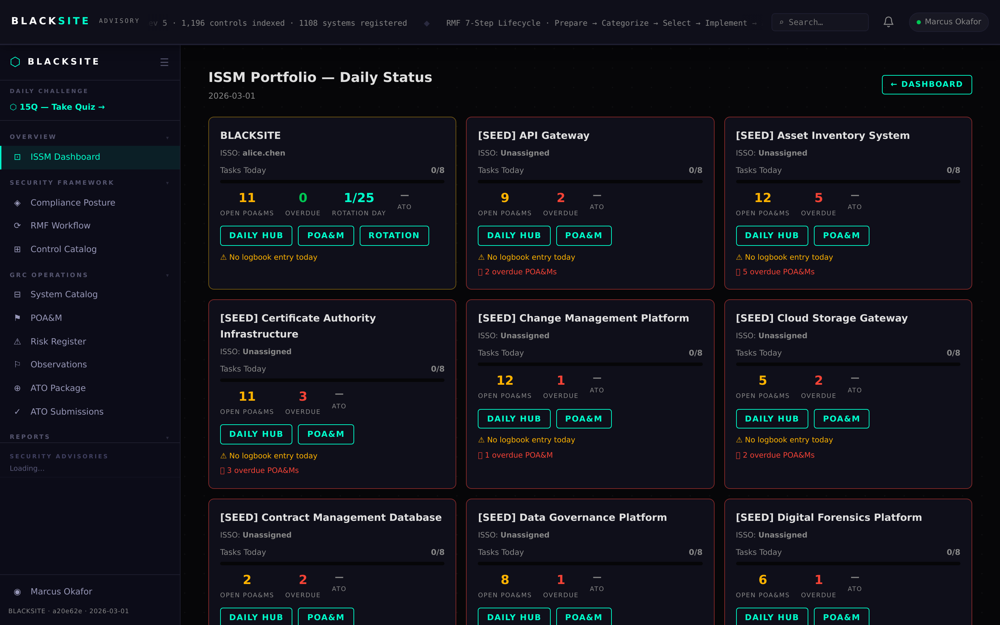 BLACKSITE ADVISORY
ev 5 · 1,196 controls indexed · 1108 systems registered ◆ RMF 7-Step Lifecycle · Prepare → Categorize → Select → Implement →
Search…
Marcus Okafor
BLACKSITE
DAILY CHALLENGE
15Q — Take Quiz →
OVERVIEW
ISSM Dashboard
SECURITY FRAMEWORK
Compliance Posture
RMF Workflow
Control Catalog
GRC OPERATIONS
System Catalog
POA&M
Risk Register
Observations
ATO Package
ATO Submissions
REPORTS
SECURITY ADVISORIES
Loading…
Marcus Okafor
BLACKSITE · a20e62e · 2026-03-01
ISSM Portfolio — Daily Status
2026-03-01
← DASHBOARD
BLACKSITE
ISSO: alice.chen
Tasks Today 0/8
11 0 1/25 —
OPEN POA&MS OVERDUE ROTATION DAY ATO
DAILY HUB POA&M ROTATION
⚠ No logbook entry today
[SEED] API Gateway
ISSO: Unassigned
Tasks Today 0/8
9 2 —
OPEN POA&MS OVERDUE ATO
DAILY HUB POA&M
⚠ No logbook entry today
2 overdue POA&Ms
[SEED] Asset Inventory System
ISSO: Unassigned
Tasks Today 0/8
12 5 —
OPEN POA&MS OVERDUE ATO
DAILY HUB POA&M
⚠ No logbook entry today
5 overdue POA&Ms
[SEED] Certificate Authority
Infrastructure
ISSO: Unassigned
Tasks Today 0/8
11 3 —
OPEN POA&MS OVERDUE ATO
DAILY HUB POA&M
⚠ No logbook entry today
3 overdue POA&Ms
[SEED] Change Management Platform
ISSO: Unassigned
Tasks Today 0/8
12 1 —
OPEN POA&MS OVERDUE ATO
DAILY HUB POA&M
⚠ No logbook entry today
1 overdue POA&M
[SEED] Cloud Storage Gateway
ISSO: Unassigned
Tasks Today 0/8
5 2 —
OPEN POA&MS OVERDUE ATO
DAILY HUB POA&M
⚠ No logbook entry today
2 overdue POA&Ms
[SEED] Contract Management Database
ISSO: Unassigned
Tasks Today 0/8
2 2 —
OPEN POA&MS OVERDUE ATO
DAILY HUB POA&M
[SEED] Data Governance Platform
ISSO: Unassigned
Tasks Today 0/8
8 1 —
OPEN POA&MS OVERDUE ATO
DAILY HUB POA&M
[SEED] Digital Forensics Platform
ISSO: Unassigned
Tasks Today 0/8
6 1 —
OPEN POA&MS OVERDUE ATO
DAILY HUB POA&M